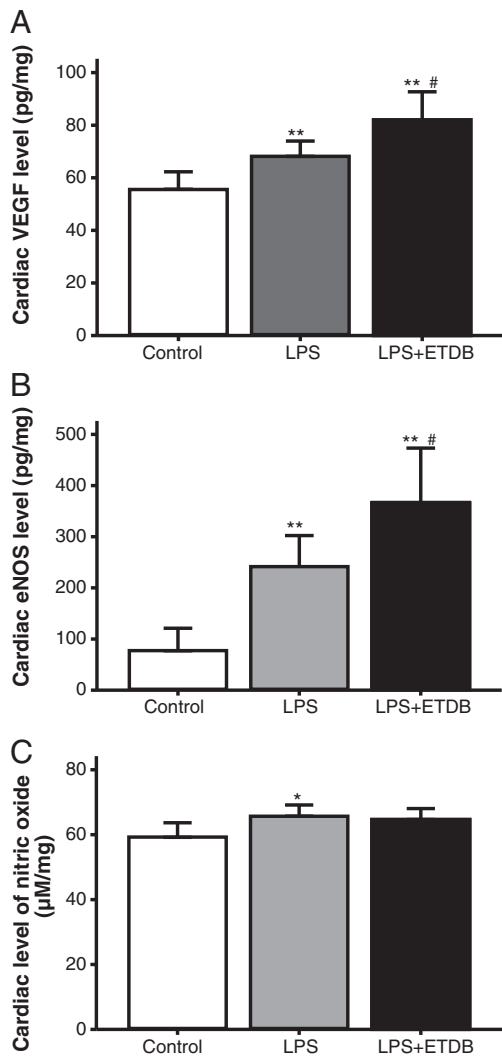 A
Cardiac VEGF level (pg/mg)
100
80
60
40
20
0
**
** #
Control LPS LPS+ETDB
B
Cardiac eNOS level (pg/mg)
500
400
300
200
100
0
**
** #
Control LPS LPS+ETDB
C
Cardiac level of nitric oxide
(µM/mg)
80
60
40
20
0
*
Control LPS LPS+ETDB